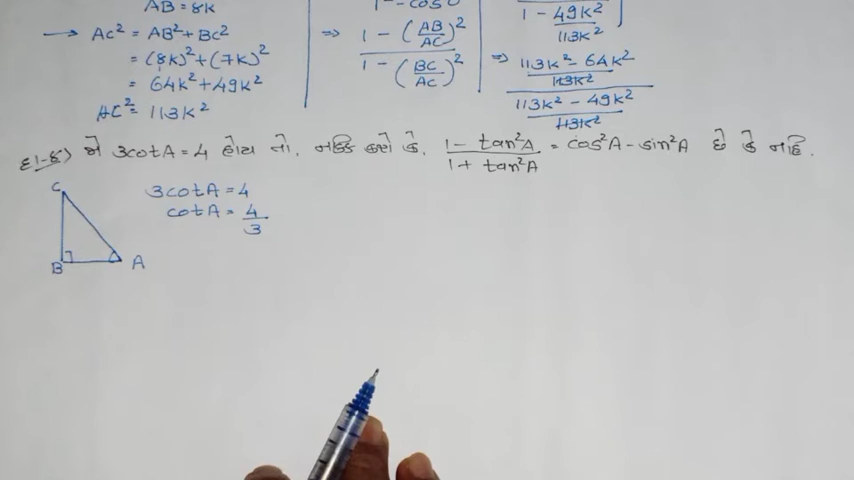 AB = 8k
→ AC² = AB² + BC²
= (8k)² + (7k)²
= 64k² + 49k²
AC² = 113k²
⇒ 1 - (AB/AC)²
1 - (BC/AC)²
1 - 49k²/113k²
⇒ 113k² - 64k²
113k²
113k² - 49k²
113k²
જો 3cotA = 4 હોય તો, નક્કી કરો કે, (1 - tan²A)/(1 + tan²A) = cos²A - sin²A છે કે નહિ.
C
B
A
3cotA = 4
cotA = 4/3